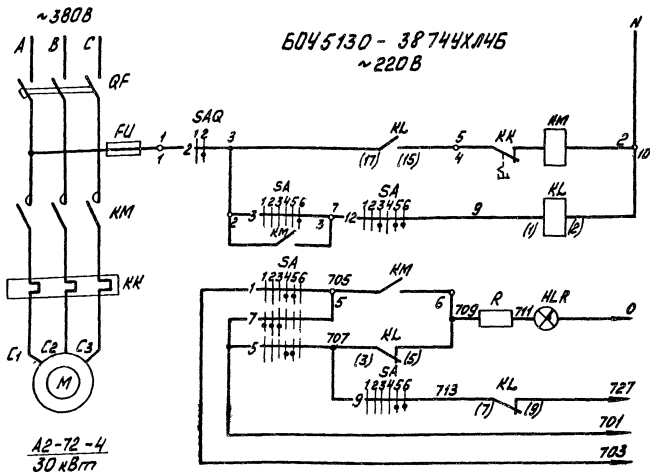 ~380В
А В С
БОУ5130 - 3874УХЛ4Б
~220В
N
QF
FU
SAQ
1 2
1
1
2
3
KL
(17) (15)
5
4
KK
KM
2
10
SA
123456
2
3
7
3
KM
SA
123456
12
9
KL
(1) (2)
KM
KK
SA
123456
1
705
5
KM
6
7
5
707
KL
(3) (5)
709
R
711
HLR
0
SA
123456
9
713
KL
(7) (9)
727
701
703
C1 C2 C3
M
А2-72-4
30 кВт